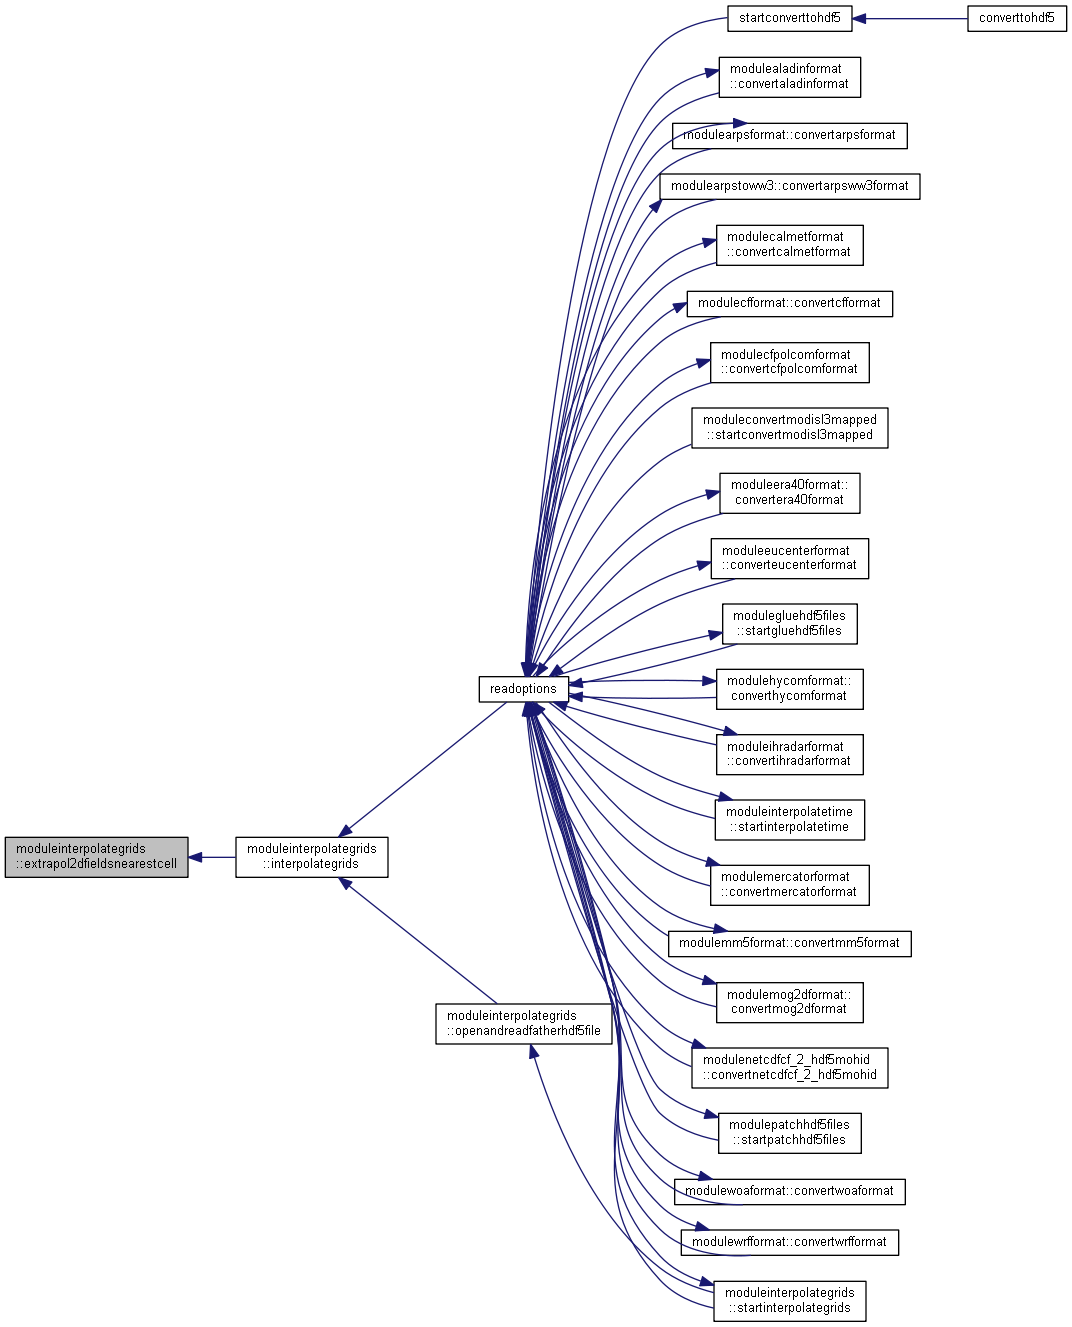 startconverttohdf5
converttohdf5
modulealadinformat
::convertaladinformat
modulearpsformat::convertarpsformat
modulearpstoww3::convertarpsww3format
modulecalmetformat
::convertcalmetformat
modulecfformat::convertcfformat
modulecfpolcomformat
::convertcfpolcomformat
moduleconvertmodisl3mapped
::startconvertmodisl3mapped
moduleera40format::
convertera40format
moduleeucenterformat
::converteucenterformat
modulegluehdf5files
::startgluehdf5files
readoptions
modulehycomformat::
converthycomformat
moduleihradarformat
::convertihradarformat
moduleinterpolatetime
::startinterpolatetime
moduleinterpolategrids
::extrapol2dfieldsnearestcell
moduleinterpolategrids
::interpolategrids
modulemercatorformat
::convertmercatorformat
modulemm5format::convertmm5format
modulemog2dformat::
convertmog2dformat
moduleinterpolategrids
::openandreadfatherhdf5file
modulenetcdfcf_2_hdf5mohid
::convertnetcdfcf_2_hdf5mohid
modulepatchhdf5files
::startpatchhdf5files
modulewoaformat::convertwoaformat
modulewrfformat::convertwrfformat
moduleinterpolategrids
::startinterpolategrids